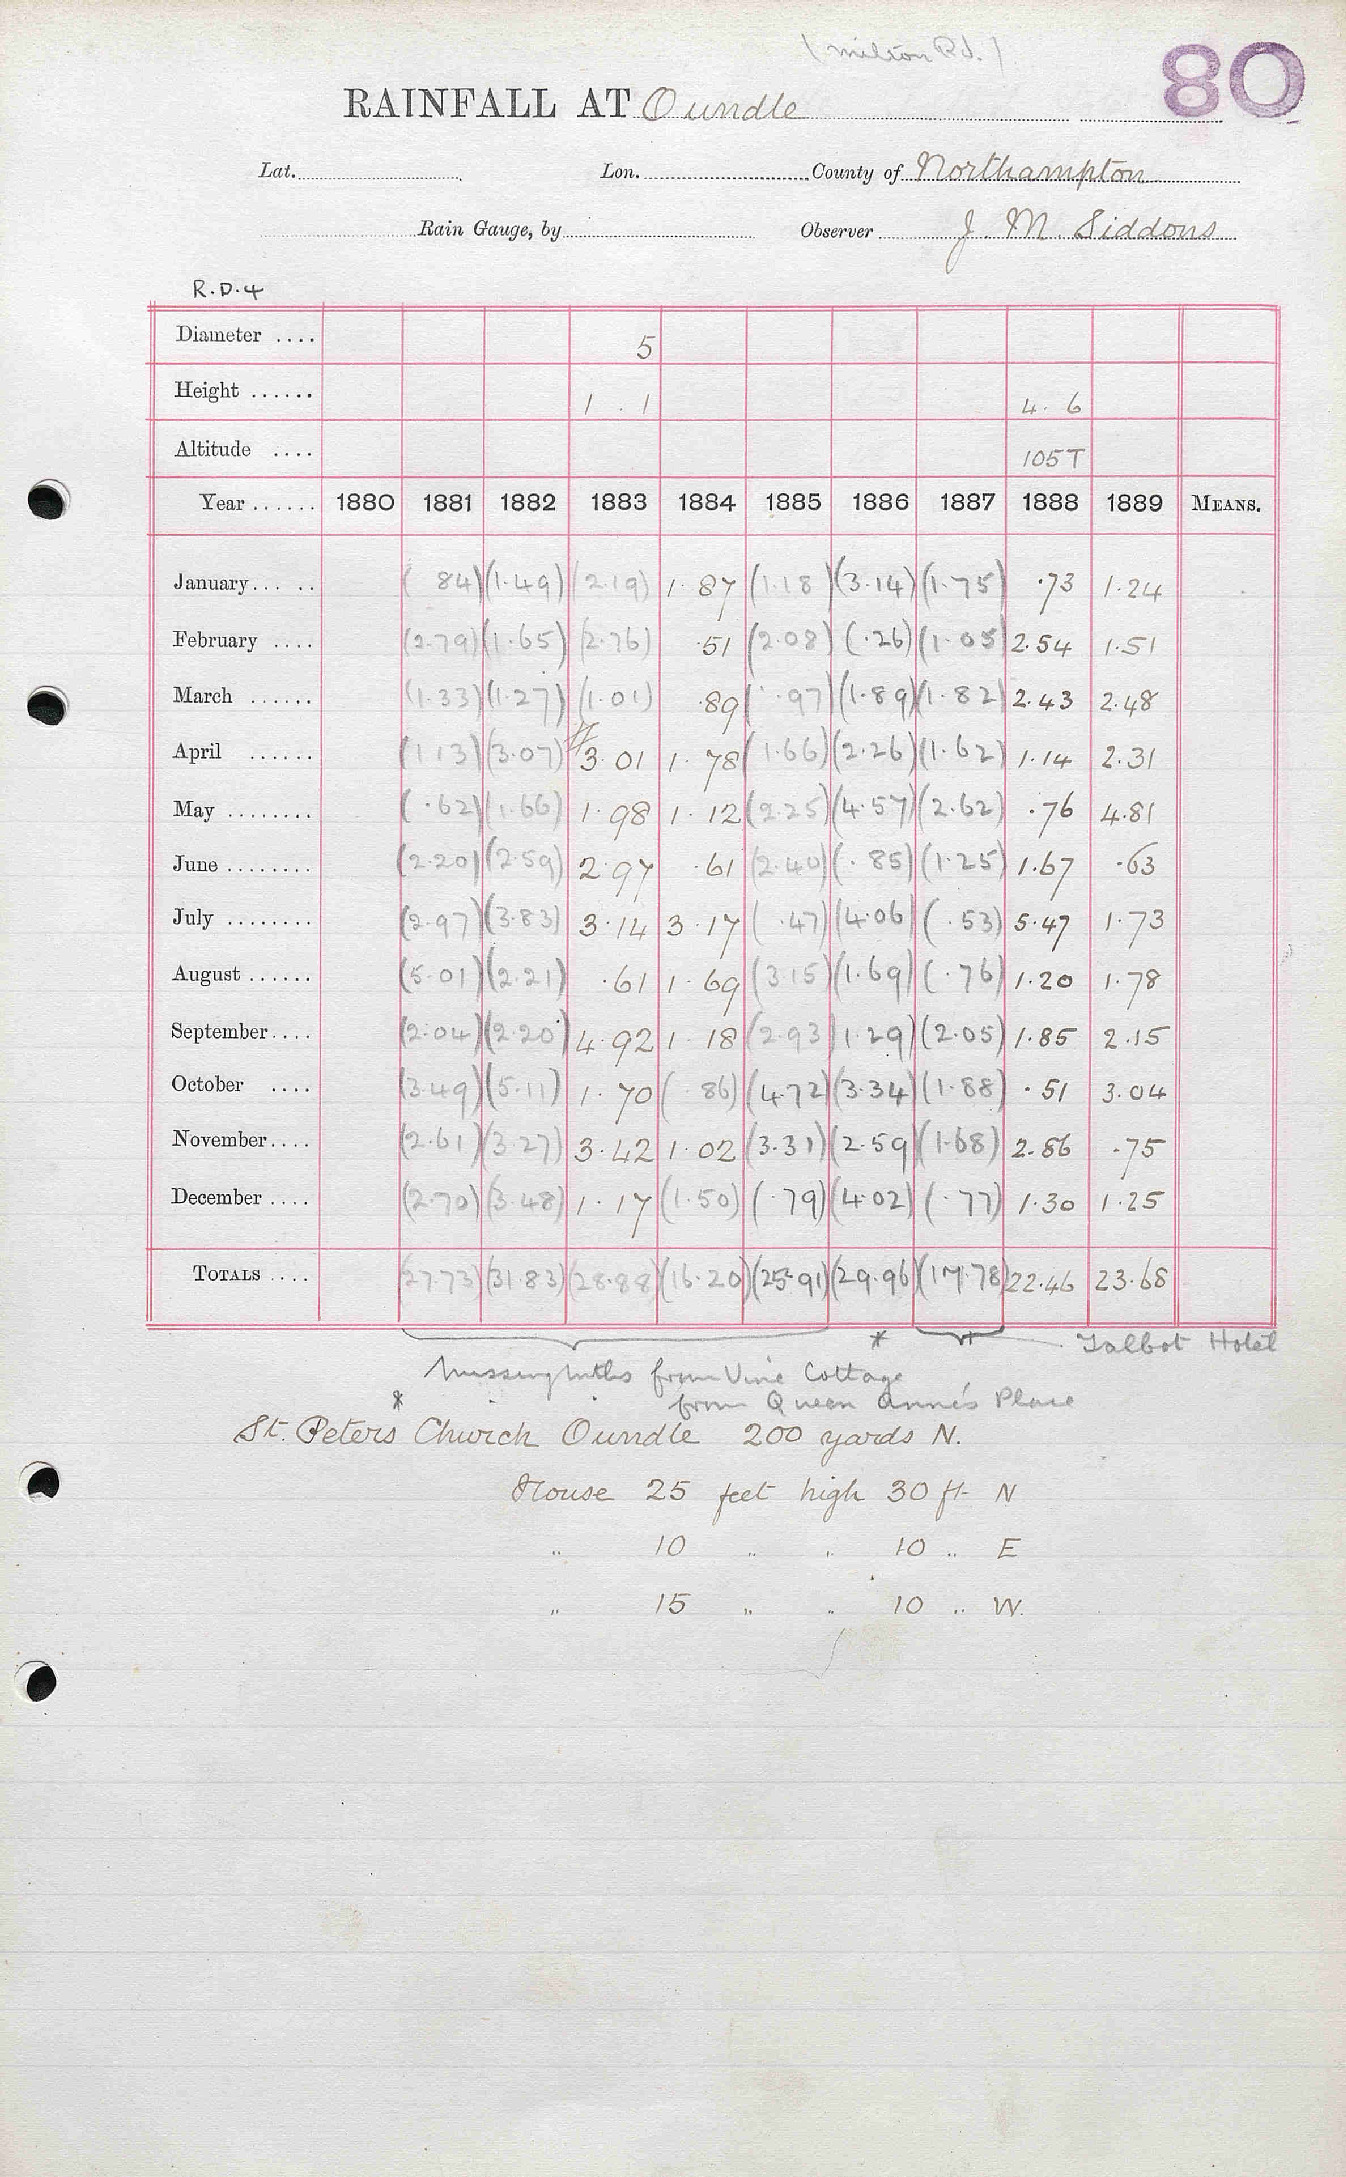 (Milton Rd.)
80
RAINFALL AT Oundle
Lat. Lon. County of Northampton
Rain Gauge, by Observer J. M. Siddons
R.D.4
Diameter .... 5
Height ...... 1 . 1 4. 6
Altitude .... 105T
Year ...... 1880 1881 1882 1883 1884 1885 1886 1887 1888 1889 MEANS.
January... .. ( 84) (1.49) (2.19) 1.87 (1.18) (3.14) (1.75) .73 1.24
February .... (2.79) (1.65) (2.76) .51 (2.08) (.26) (1.05) 2.54 1.51
March ...... (1.33) (1.27) (1.01) .89 (.97) (1.89) (1.82) 2.43 2.48
April ...... (1 13) (3.07) 3.01 1.78 (1.66) (2.26) (1.62) 1.14 2.31
May ........ (.62) (1.66) 1.98 1.12 (2.25) (4.57) (2.62) .76 4.81
June ........ (2.20) (2.59) 2.97 .61 (2.40) (.85) (1.25) 1.67 .63
July ........ (2.97) (3.83) 3.14 3.17 (.47) (4.06) (.53) 5.47 1.73
August ...... (5.01) (2.21) .61 1.69 (3.15) (1.69) (.76) 1.20 1.78
September.... (2.04) (2.20) 4.92 1.18 (2.93) 1.29) (2.05) 1.85 2.15
October .... (3.49) (5.11) 1.70 ( 86) (4.72) (3.34) (1.88) .51 3.04
November.... (2.61) (3.27) 3.42 1.02 (3.31) (2.59) (1.68) 2.86 .75
December .... (2.70) (3.48) 1.17 (1.50) (.79) (4.02) (.77) 1.30 1.25
TOTALS .... (27.73) (31.83) (28.88) (16.20) (25.91) (29.96) (17.78) 22.46 23.68
* Talbot Hotel
Missing mths from Vine Cottage
* from Queen Anne's Place
St. Peters Church Oundle 200 yards N.
House 25 feet high 30 ft N
" 10 " " 10 " E
" 15 " " 10 " W.